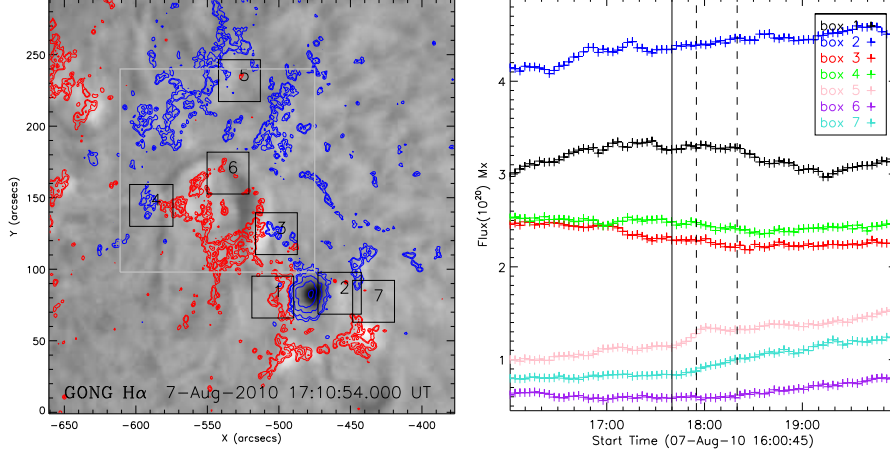 Y (arcsecs)
250
200
150
100
50
0
5
6
4
3
1
2
7
GONG Hα 7-Aug-2010 17:10:54.000 UT
-650 -600 -550 -500 -450 -400
X (arcsecs)
Flux(10²⁰) Mx
4
3
2
1
box 1
box 2
box 3
box 4
box 5
box 6
box 7
17:00 18:00 19:00
Start Time (07-Aug-10 16:00:45)